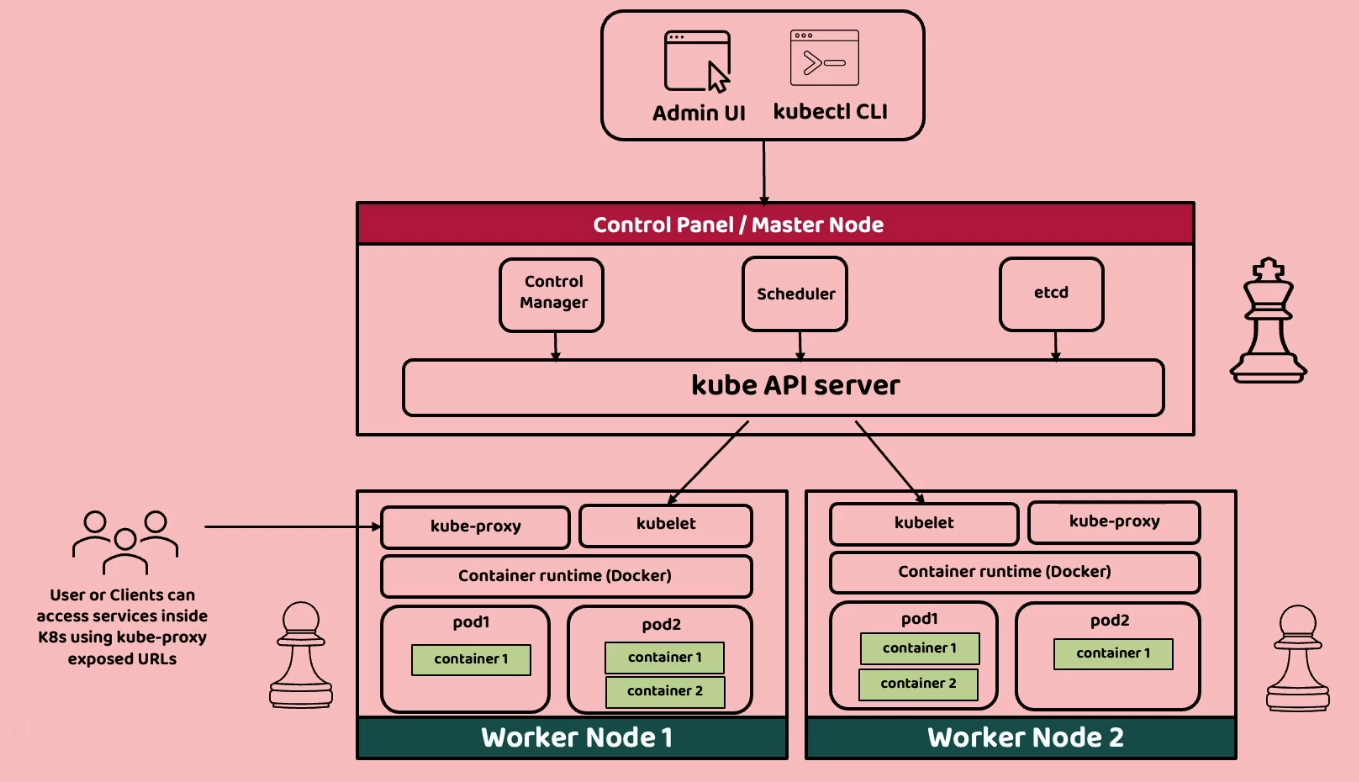 Admin UI
kubectl CLI
Control Panel / Master Node
Control
Manager
Scheduler
etcd
kube API server
kube-proxy
kubelet
Container runtime (Docker)
pod1
container 1
pod2
container 1
container 2
Worker Node 1
kubelet
kube-proxy
Container runtime (Docker)
pod1
container 1
container 2
pod2
container 1
Worker Node 2
User or Clients can
access services inside
K8s using kube-proxy
exposed URLs